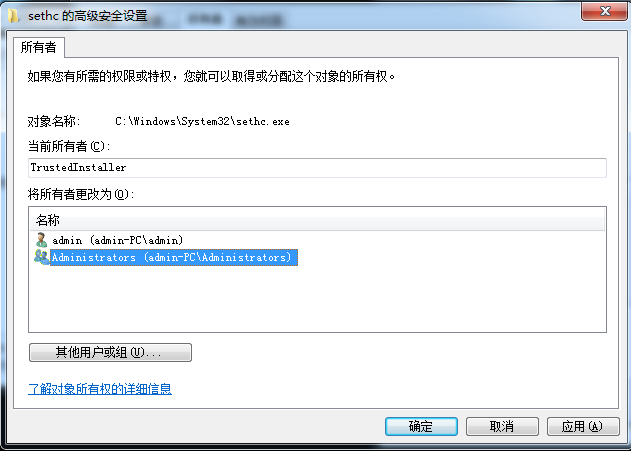 sethc 的高级安全设置
所有者
如果您有所需的权限或特权，您就可以取得或分配这个对象的所有权。
对象名称: C:\Windows\System32\sethc.exe
当前所有者(C):
TrustedInstaller
将所有者更改为(O):
名称
admin (admin-PC\admin)
Administrators (admin-PC\Administrators)
其他用户或组(U)...
了解对象所有权的详细信息
确定 取消 应用(A)